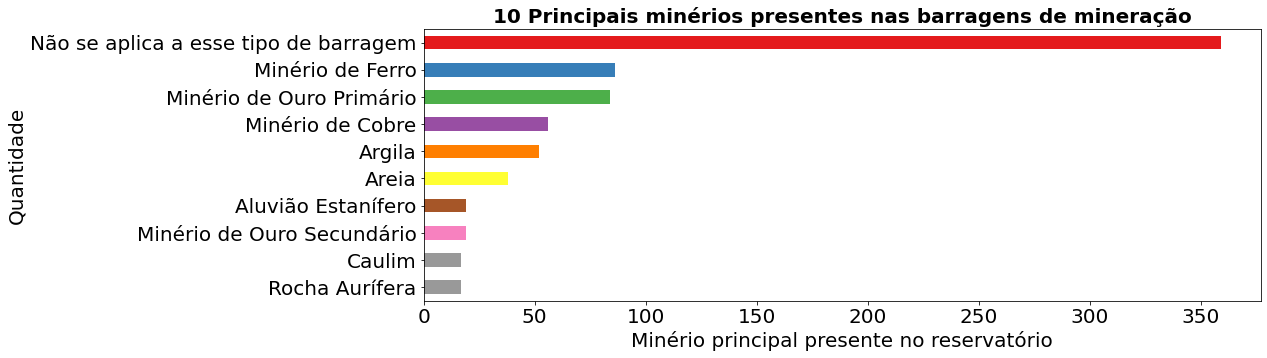 10 Principais minérios presentes nas barragens de mineração
Quantidade
Não se aplica a esse tipo de barragem
Minério de Ferro
Minério de Ouro Primário
Minério de Cobre
Argila
Areia
Aluvião Estanífero
Minério de Ouro Secundário
Caulim
Rocha Aurífera
0 50 100 150 200 250 300 350
Minério principal presente no reservatório